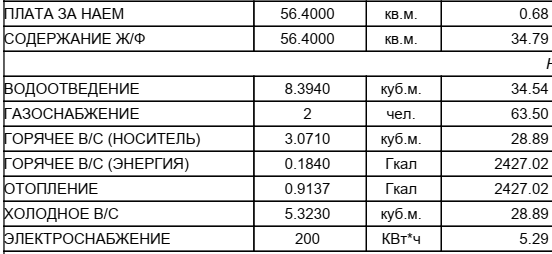 ПЛАТА ЗА НАЕМ 56.4000 кв.м. 0.68
СОДЕРЖАНИЕ Ж/Ф 56.4000 кв.м. 34.79
ВОДООТВЕДЕНИЕ 8.3940 куб.м. 34.54
ГАЗОСНАБЖЕНИЕ 2 чел. 63.50
ГОРЯЧЕЕ В/С (НОСИТЕЛЬ) 3.0710 куб.м. 28.89
ГОРЯЧЕЕ В/С (ЭНЕРГИЯ) 0.1840 Гкал 2427.02
ОТОПЛЕНИЕ 0.9137 Гкал 2427.02
ХОЛОДНОЕ В/С 5.3230 куб.м. 28.89
ЭЛЕКТРОСНАБЖЕНИЕ 200 КВт*ч 5.29